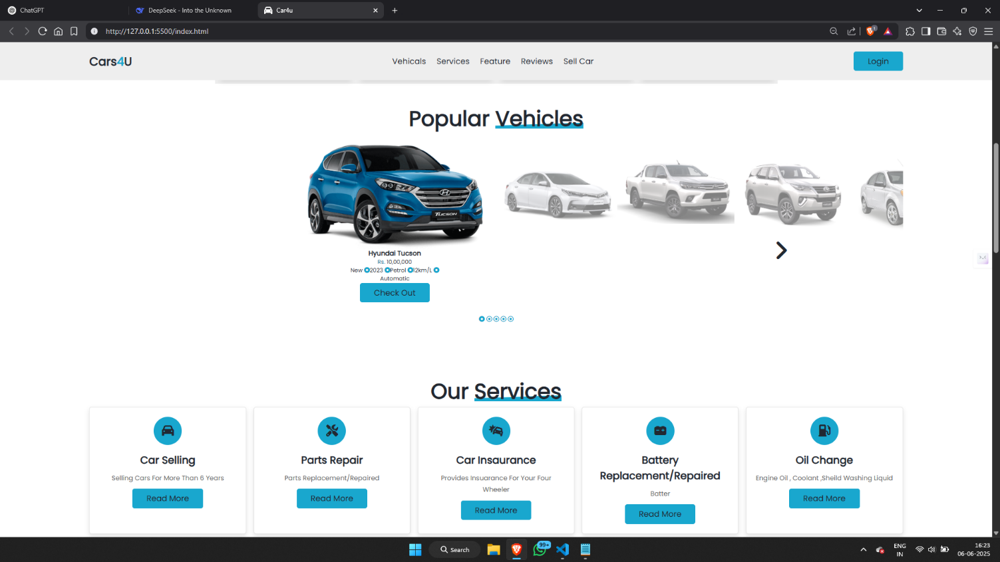 ChatGPT
DeepSeek - Into the Unknown
Car4u
http://127.0.0.1:5500/index.html
1
Cars4U
Vehicals Services Feature Reviews Sell Car
Login
Popular Vehicles
TUCSON
Hyundai Tucson
Rs. 10,00,000
New 2023 Petrol 12km/L
Automatic
Check Out
Our Services
Car Selling
Selling Cars For More Than 6 Years
Read More
Parts Repair
Parts Replacement/Repaired
Read More
Car Insaurance
Provides Insuarance For Your Four
Wheeler
Read More
Battery
Replacement/Repaired
Batter
Read More
Oil Change
Engine Oil , Coolant ,Sheild Washing Liquid
Read More
Search
99+
ENG
IN
16:23
06-06-2025